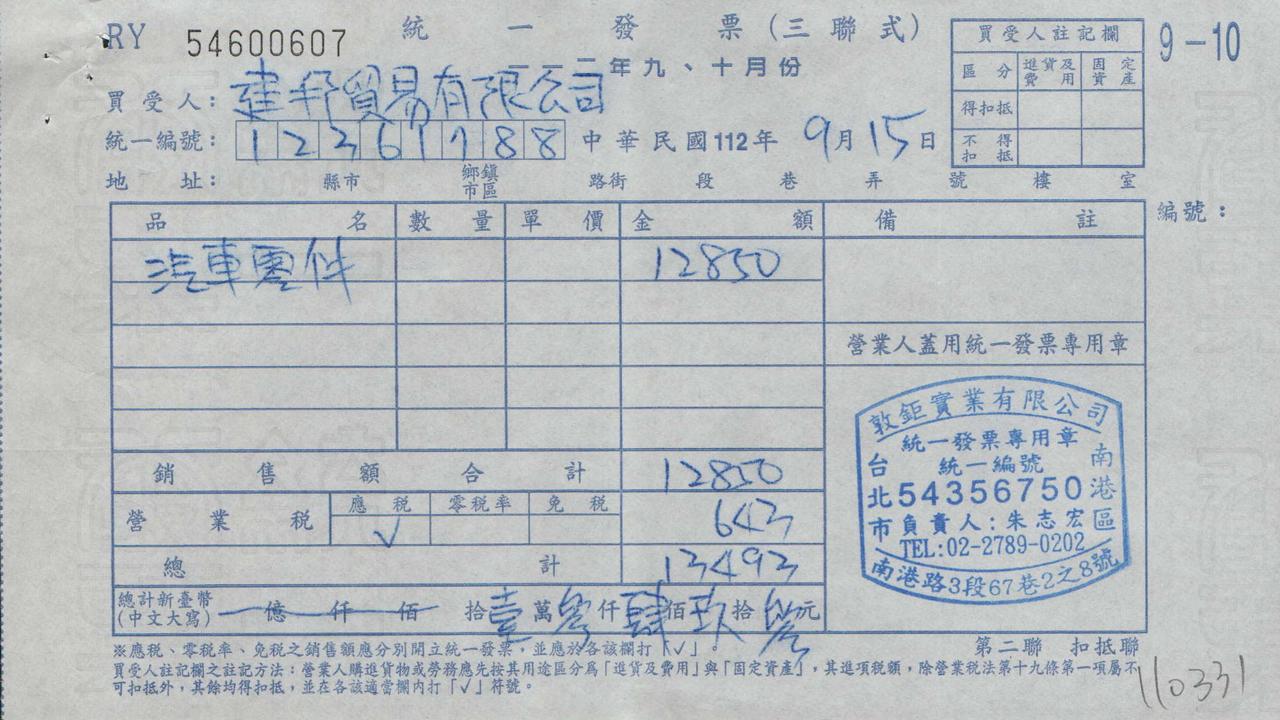 RY 54600607
統一發票(三聯式)
9-10
一一二年九、十月份
買受人註記欄
區分 進貨及費用 固定資產
得扣抵
不得扣抵
買受人: 建邦貿易有限公司
統一編號: 12361788 中華民國112年9月15日
地址: 縣市 鄉鎮市區 路街 段 巷 弄 號 樓 室
編號:
品名 數量 單價 金額 備註
汽車零件 12850
營業人蓋用統一發票專用章
銷售額合計 12850
營業稅 應稅 零稅率 免稅 643
√
總計 13493
總計新臺幣(中文大寫) 億 仟 佰 拾壹萬參仟肆佰玖拾參元
敦鉅實業有限公司
統一發票專用章
統一編號
54356750
負責人:朱志宏
TEL:02-2789-0202
台北市南港區
南港路3段67巷2之8號
※應稅、零稅率、免稅之銷售額應分別開立統一發票,並應於各該欄打「√」。
第二聯 扣抵聯
買受人註記欄之註記方法:營業人購進貨物或勞務應先按其用途區分為「進貨及費用」與「固定資產」,其進項稅額,除營業稅法第十九條第一項屬不
可扣抵外,其餘均得扣抵,並在各該適當欄內打「√」符號。
110331